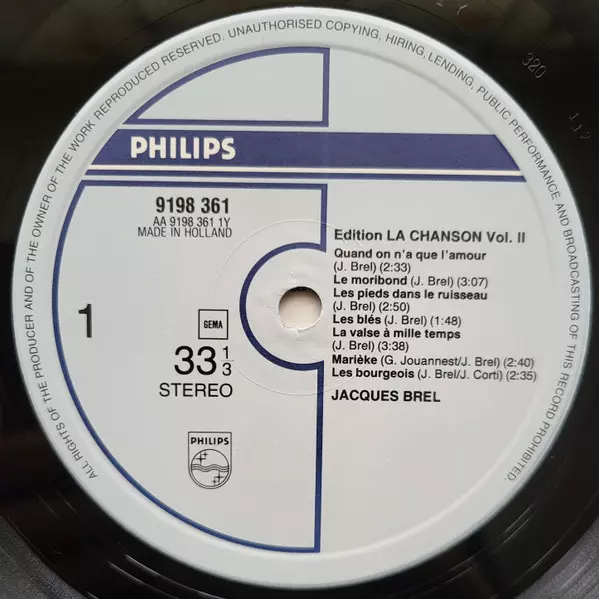 ALL RIGHTS OF THE PRODUCER AND OF THE OWNER OF THE WORK REPRODUCED RESERVED. UNAUTHORISED COPYING, HIRING, LENDING, PUBLIC PERFORMANCE AND BROADCASTING OF THIS RECORD PROHIBITED.
PHILIPS
9198 361
AA 9198 361 1Y
MADE IN HOLLAND
1
GEMA
33 1/3
STEREO
PHILIPS
Edition LA CHANSON Vol. II
Quand on n'a que l'amour
(J. Brel) (2:33)
Le moribond (J. Brel) (3:07)
Les pieds dans le ruisseau
(J. Brel) (2:50)
Les blés (J. Brel) (1:48)
La valse à mille temps
(J. Brel) (3:38)
Marièke (G. Jouannest/J. Brel) (2:40)
Les bourgeois (J. Brel/J. Corti) (2:35)
JACQUES BREL
320